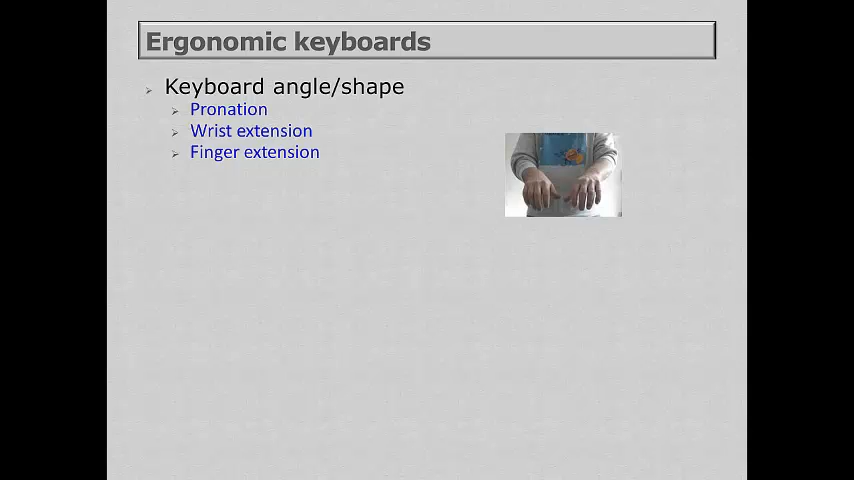 Ergonomic keyboards
Keyboard angle/shape
Pronation
Wrist extension
Finger extension